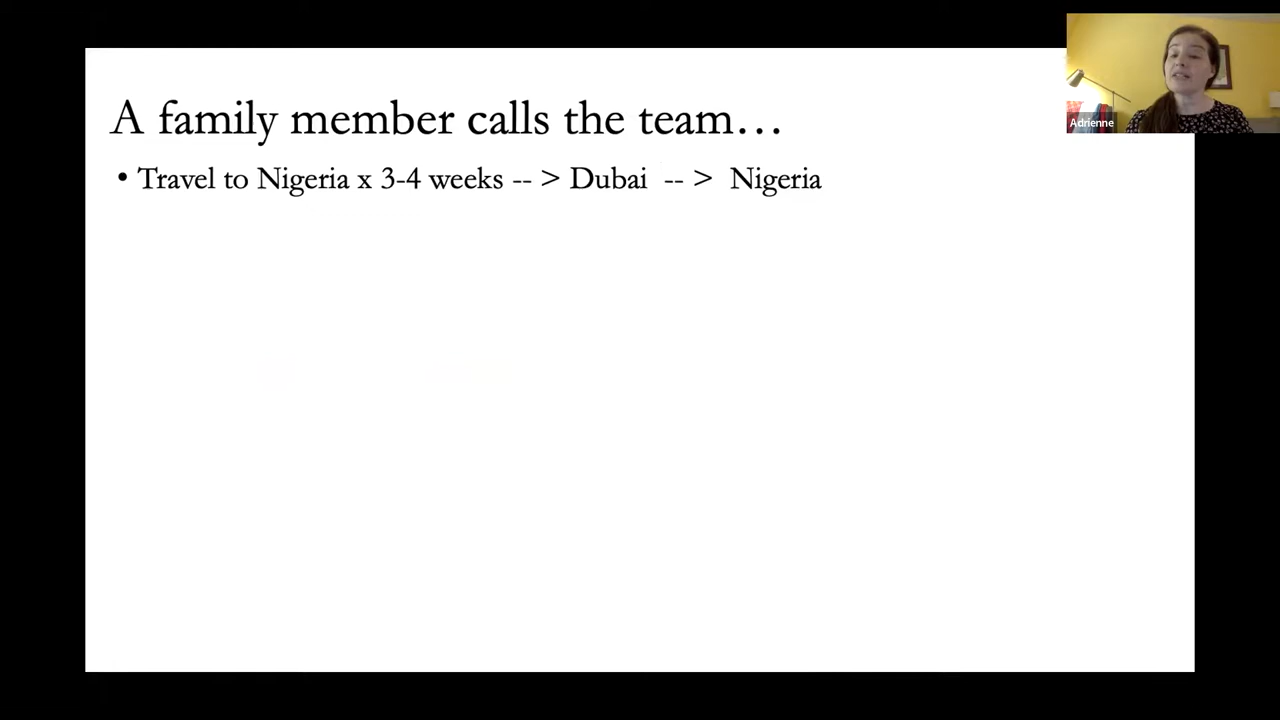 A family member calls the team…
• Travel to Nigeria x 3-4 weeks -- > Dubai -- > Nigeria
Adrienne